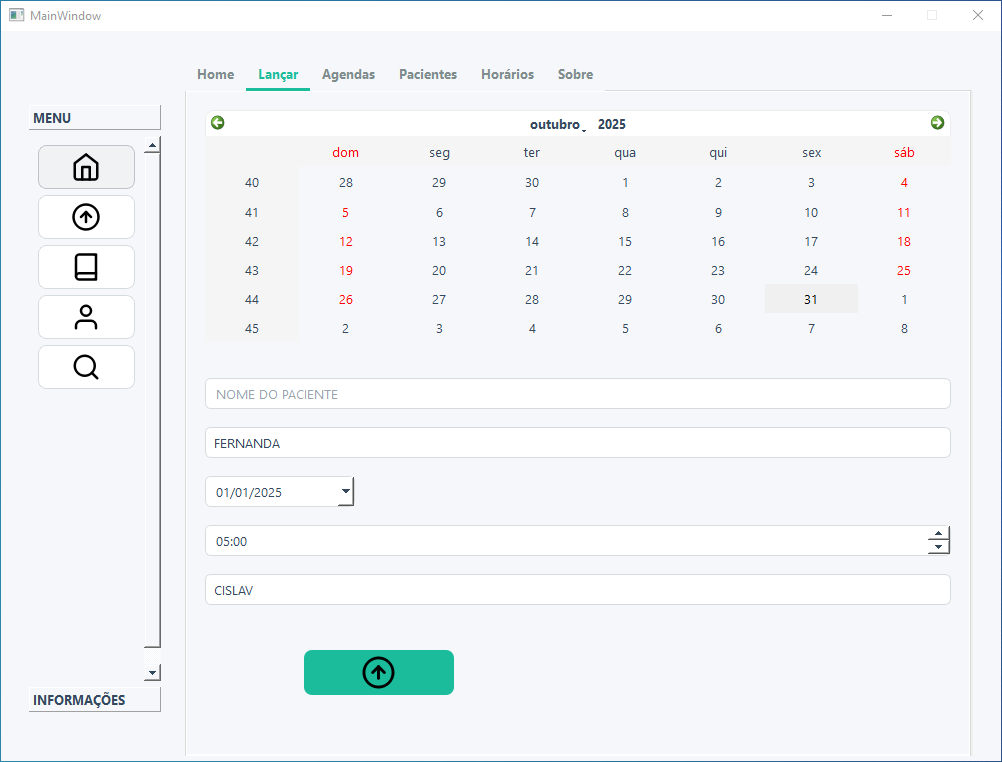 MainWindow
Home Lançar Agendas Pacientes Horários Sobre
MENU
outubro 2025
dom seg ter qua qui sex sáb
40 28 29 30 1 2 3 4
41 5 6 7 8 9 10 11
42 12 13 14 15 16 17 18
43 19 20 21 22 23 24 25
44 26 27 28 29 30 31 1
45 2 3 4 5 6 7 8
NOME DO PACIENTE
FERNANDA
01/01/2025
05:00
CISLAV
INFORMAÇÕES